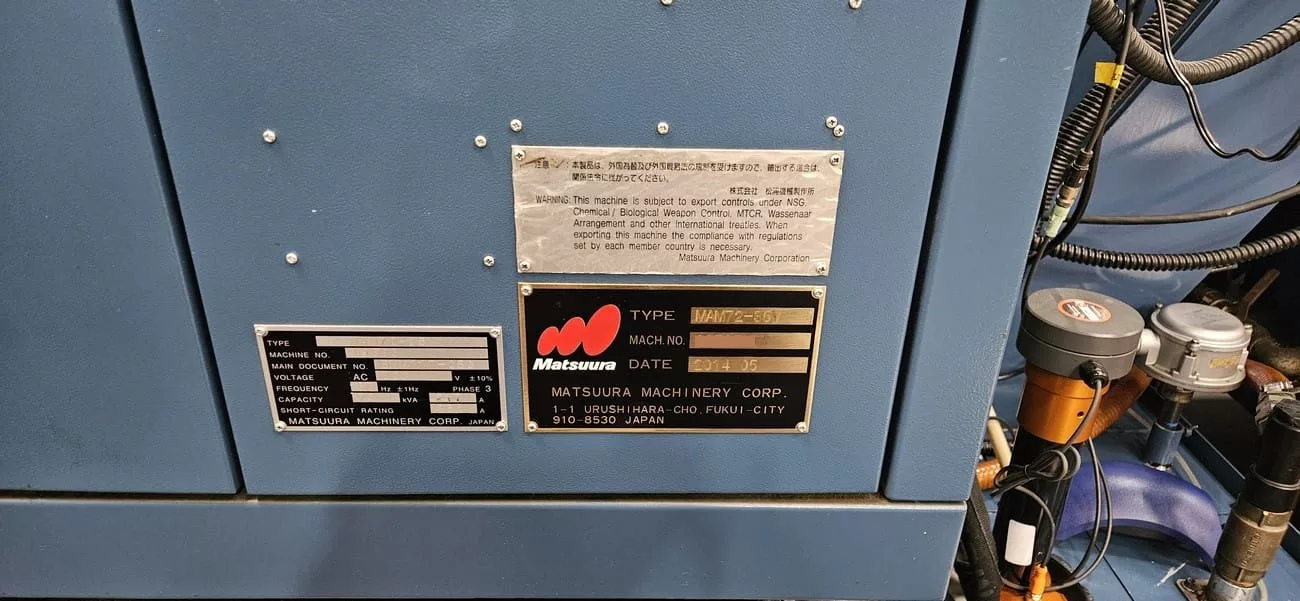 注意 : 本製品は、外国為替及び外国貿易法の規制を受けますので、輸出する場合は、
関係法令に従がってください。
株式会社 松浦機械製作所
WARNING: This machine is subject to export controls under NSG,
Chemical / Biological Weapon Control, MTCR, Wassenaar
Arrangement and other International treaties. When
exporting this machine the compliance with regulations
set by each member country is necessary.
Matsuura Machinery Corporation
Matsuura
TYPE MAM72-35V
MACH. NO.
DATE 2014 05
MATSUURA MACHINERY CORP.
1-1 URUSHIHARA-CHO, FUKUI-CITY
910-8530 JAPAN
TYPE
MACHINE NO.
MAIN DOCUMENT NO.
VOLTAGE AC V ±10%
FREQUENCY Hz ±1Hz PHASE 3
CAPACITY kVA A
SHORT-CIRCUIT RATING A
MATSUURA MACHINERY CORP. JAPAN